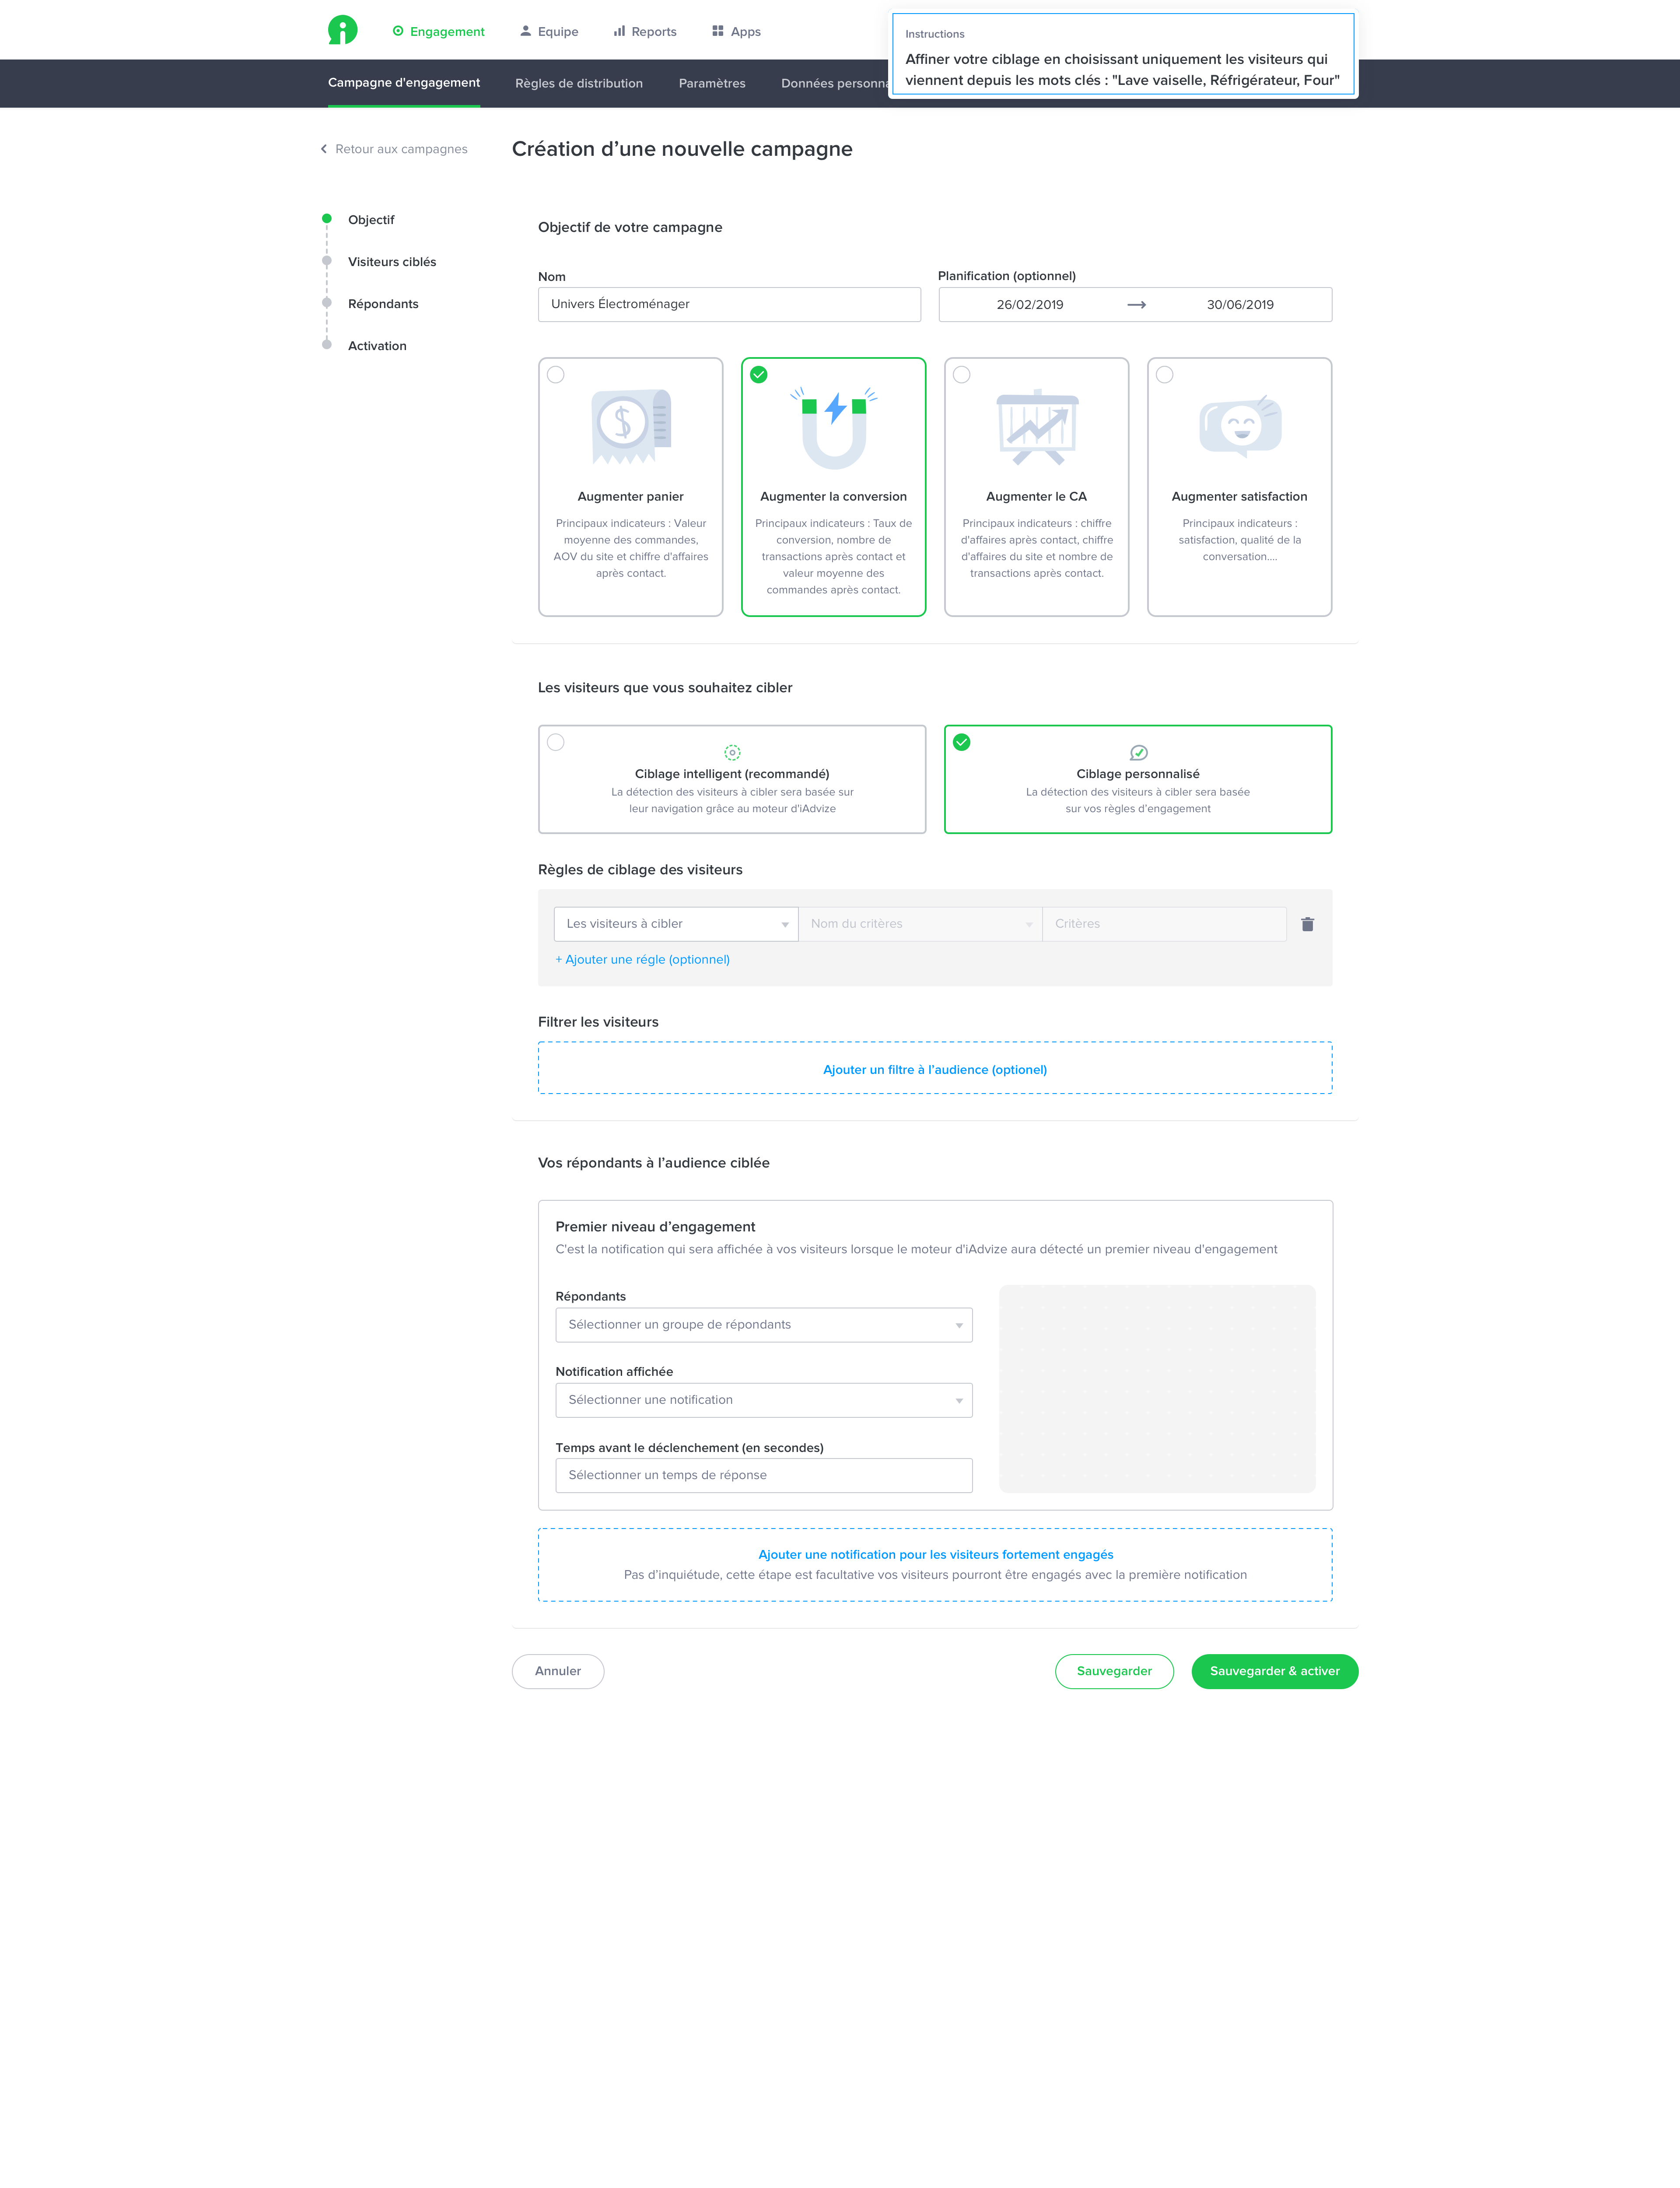 Engagement
Equipe
Reports
Apps
Instructions
Affiner votre ciblage en choisissant uniquement les visiteurs qui
viennent depuis les mots clés : "Lave vaiselle, Réfrigérateur, Four"
Campagne d'engagement
Règles de distribution
Paramètres
Données personna
Retour aux campagnes
Création d’une nouvelle campagne
Objectif
Visiteurs ciblés
Répondants
Activation
Objectif de votre campagne
Nom
Univers Électroménager
Planification (optionnel)
26/02/2019
30/06/2019
Augmenter panier
Principaux indicateurs : Valeur
moyenne des commandes,
AOV du site et chiffre d'affaires
après contact.
Augmenter la conversion
Principaux indicateurs : Taux de
conversion, nombre de
transactions après contact et
valeur moyenne des
commandes après contact.
Augmenter le CA
Principaux indicateurs : chiffre
d'affaires après contact, chiffre
d'affaires du site et nombre de
transactions après contact.
Augmenter satisfaction
Principaux indicateurs :
satisfaction, qualité de la
conversation....
Les visiteurs que vous souhaitez cibler
Ciblage intelligent (recommandé)
La détection des visiteurs à cibler sera basée sur
leur navigation grâce au moteur d'iAdvize
Ciblage personnalisé
La détection des visiteurs à cibler sera basée
sur vos règles d’engagement
Règles de ciblage des visiteurs
Les visiteurs à cibler
Nom du critères
Critères
+ Ajouter une régle (optionnel)
Filtrer les visiteurs
Ajouter un filtre à l’audience (optionel)
Vos répondants à l’audience ciblée
Premier niveau d’engagement
C'est la notification qui sera affichée à vos visiteurs lorsque le moteur d'iAdvize aura détecté un premier niveau d'engagement
Répondants
Sélectionner un groupe de répondants
Notification affichée
Sélectionner une notification
Temps avant le déclenchement (en secondes)
Sélectionner un temps de réponse
Ajouter une notification pour les visiteurs fortement engagés
Pas d’inquiétude, cette étape est facultative vos visiteurs pourront être engagés avec la première notification
Annuler
Sauvegarder
Sauvegarder & activer